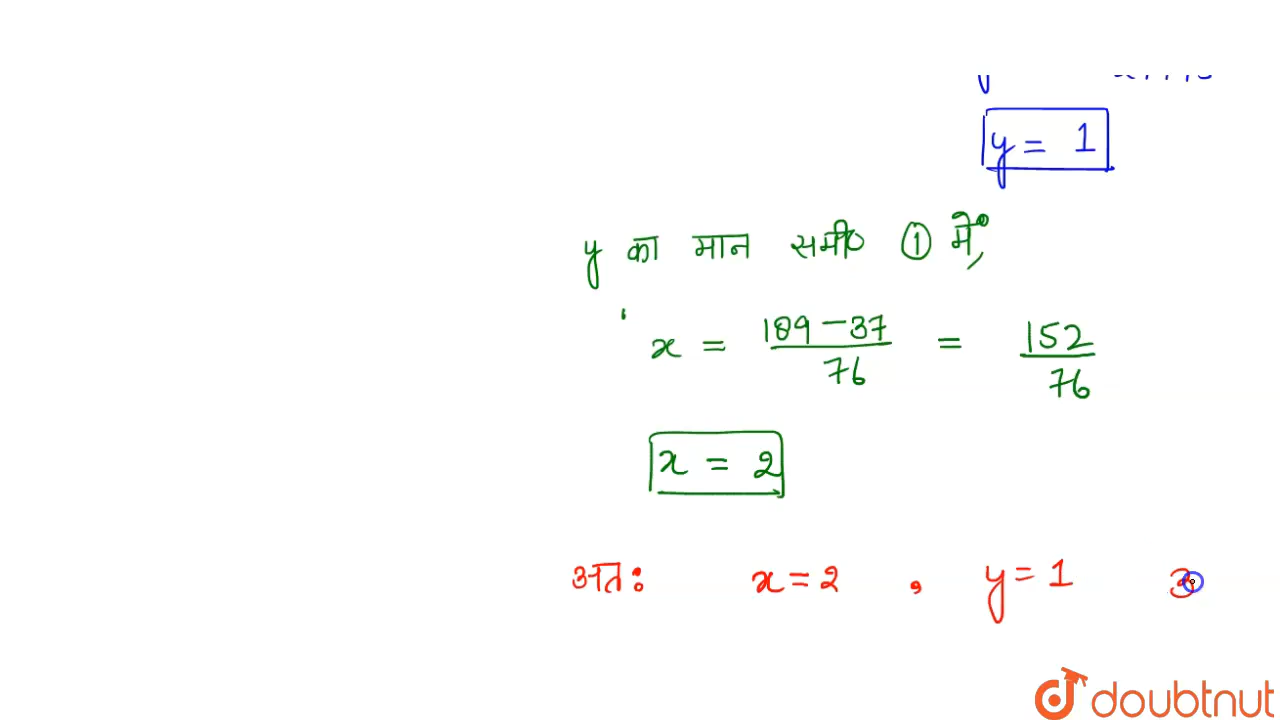 y = 1
y का मान समी० ① में,
x = 189-37/76 = 152/76
x = 2
अतः x = 2 , y = 1
doubtnut